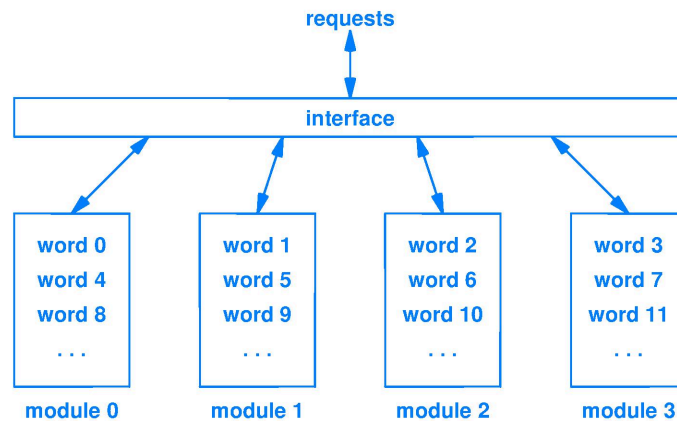 requests
interface
word 0
word 4
word 8
. . .
module 0
word 1
word 5
word 9
. . .
module 1
word 2
word 6
word 10
. . .
module 2
word 3
word 7
word 11
. . .
module 3